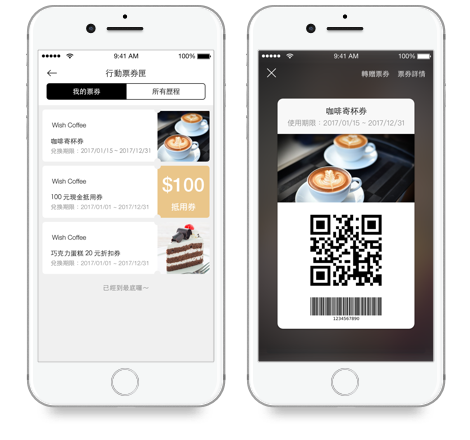 9:41 AM
100%
行動票券匣
我的票券
所有歷程
Wish Coffee
咖啡寄杯券
兌換期限：2017/01/15 ~ 2017/12/31
Wish Coffee
100 元現金抵用券
兌換期限：2017/01/01 ~ 2017/12/31
$100
抵用券
Wish Coffee
巧克力蛋糕 20 元折扣券
兌換期限：2017/01/01 ~ 2017/12/31
已經到最底囉～
9:41 AM
100%
轉贈票券
票券詳情
咖啡寄杯券
使用期限：2017/01/15 ~ 2017/12/31
1234567890